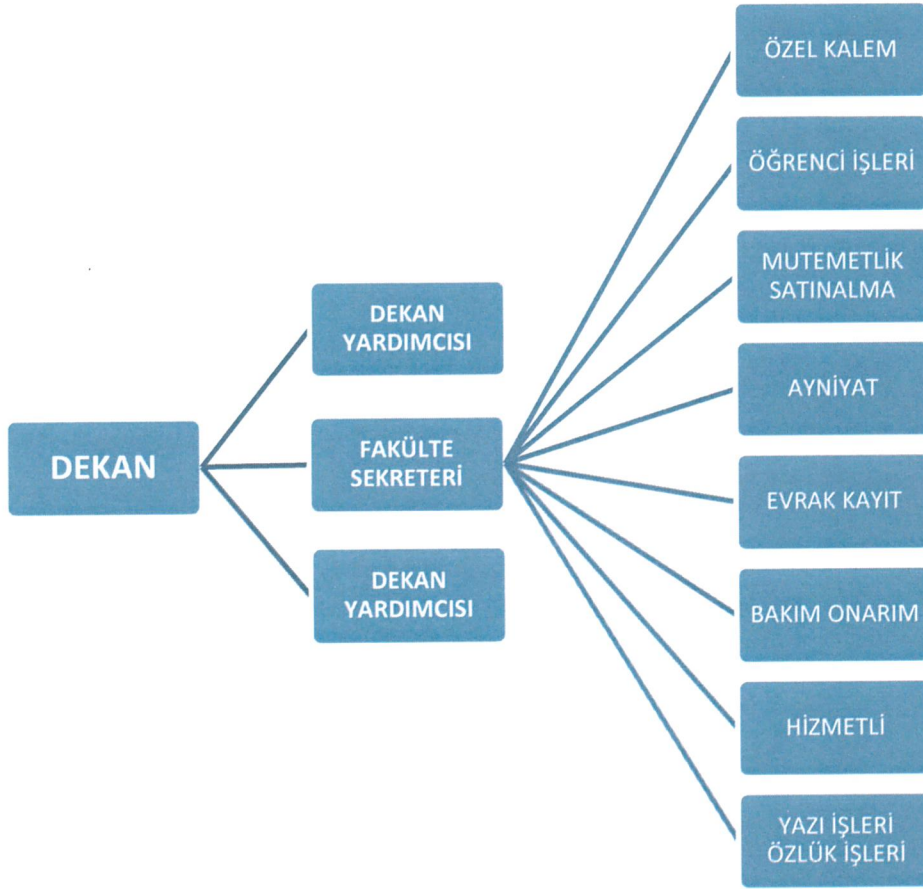 DEKAN
DEKAN
YARDIMCISI
FAKÜLTE
SEKRETERİ
DEKAN
YARDIMCISI
ÖZEL KALEM
ÖĞRENCİ İŞLERİ
MUTEMETLİK
SATINALMA
AYNİYAT
EVRAK KAYIT
BAKIM ONARIM
HİZMETLİ
YAZI İŞLERİ
ÖZLÜK İŞLERİ